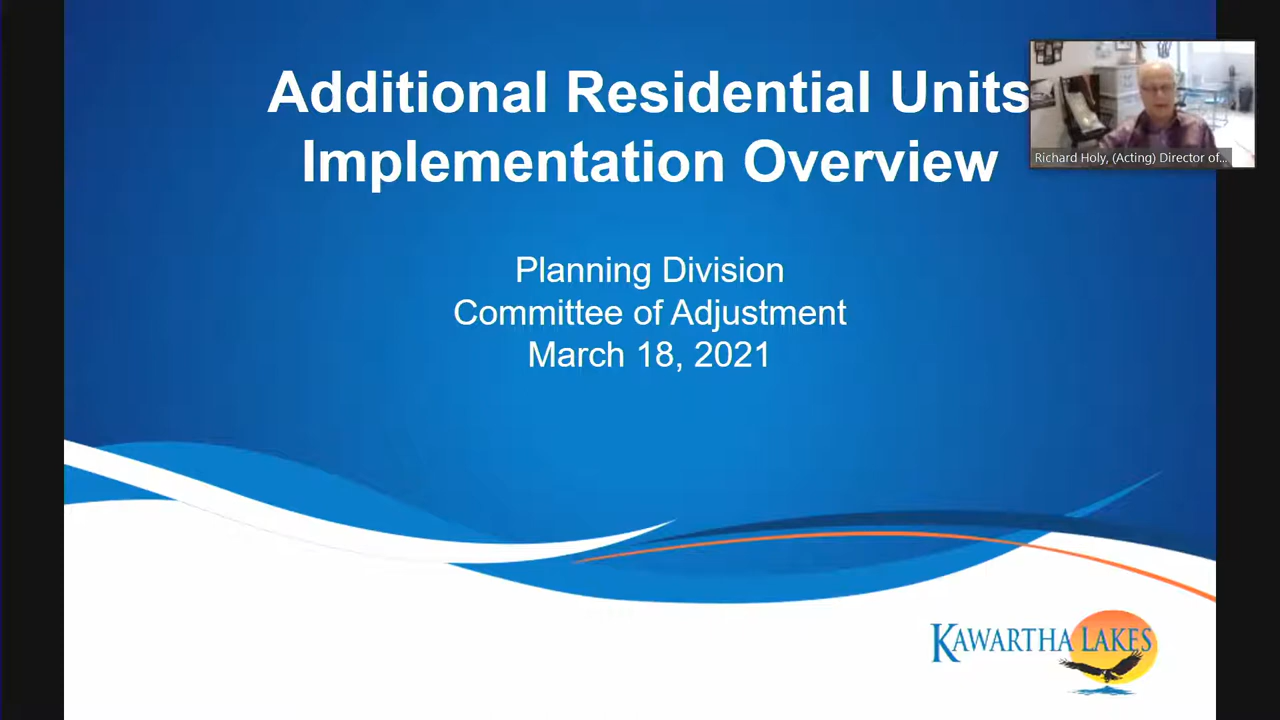 Additional Residential Units
Implementation Overview
Richard Holy, (Acting) Director of...
Planning Division
Committee of Adjustment
March 18, 2021
KAWARTHA LAKES